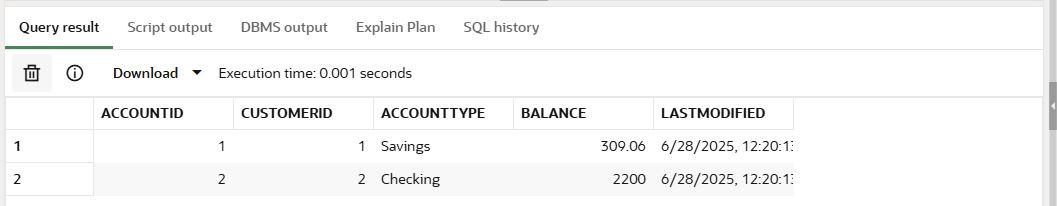 Query result Script output DBMS output Explain Plan SQL history
Download Execution time: 0.001 seconds
ACCOUNTID CUSTOMERID ACCOUNTTYPE BALANCE LASTMODIFIED
1 1 1 Savings 309.06 6/28/2025, 12:20:13
2 2 2 Checking 2200 6/28/2025, 12:20:13